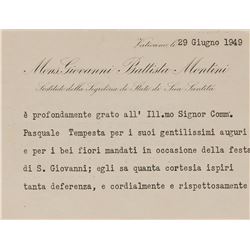 Vaticano li 29 Giugno 1949
Mons. Giovanni Battista Montini
Sostituto della Segreteria di Stato di Sua Santità
è profondamente grato all' Ill.mo Signor Comm.
Pasquale Tempesta per i suoi gentilissimi auguri
e per i bei fiori mandati in occasione della festa
di S. Giovanni; egli sa quanta cortesia ispiri
tanta deferenza, e cordialmente e rispettosamente